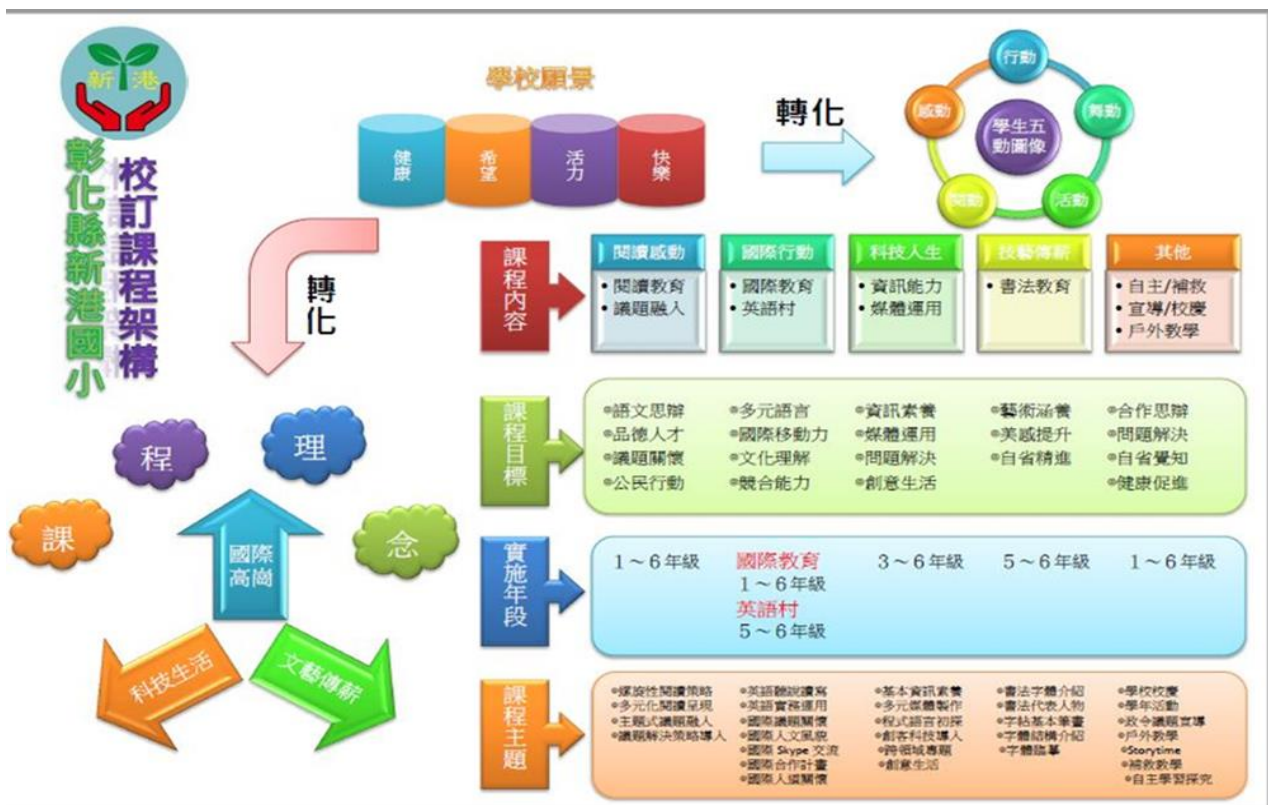 新港
彰化縣新港國小
校訂課程架構
學校願景
健康
希望
活力
快樂
轉化
行動
感動
舞動
學生五
動圖像
閱動
活動
轉化
課程內容
閱讀感動
國際行動
科技人生
技藝傳薪
其他
• 閱讀教育
• 議題融入
• 國際教育
• 英語村
• 資訊能力
• 媒體運用
• 書法教育
• 自主/補救
• 宣導/校慶
• 戶外教學
課程目標
●語文思辯
●品德人才
●議題關懷
●公民行動
●多元語言
●國際移動力
●文化理解
●競合能力
●資訊素養
●媒體運用
●問題解決
●創意生活
●藝術涵養
●美感提升
●自省精進
●合作思辯
●問題解決
●自省覺知
●健康促進
課
程
理
念
國際
高崗
科技生活
文藝傳薪
實施年段
1～6年級
國際教育
1～6年級
英語村
5～6年級
3～6年級
5～6年級
1～6年級
課程主題
●螺旋性閱讀策略
●多元化閱讀呈現
●主題式議題融入
●議題解決策略導入
●英語聽說讀寫
●英語實務運用
●國際議題關懷
●國際人文風貌
●國際 Skype 交流
●國際合作計畫
●國際人道關懷
●基本資訊素養
●多元媒體製作
●程式語言初探
●創客科技導入
●跨領域專題
●創意生活
●書法字體介紹
●書法代表人物
●字帖基本筆畫
●字體結構介紹
●字體臨摹
●學校校慶
●學年活動
●政令議題宣導
●戶外教學
●Storytime
●補救教學
●自主學習探究